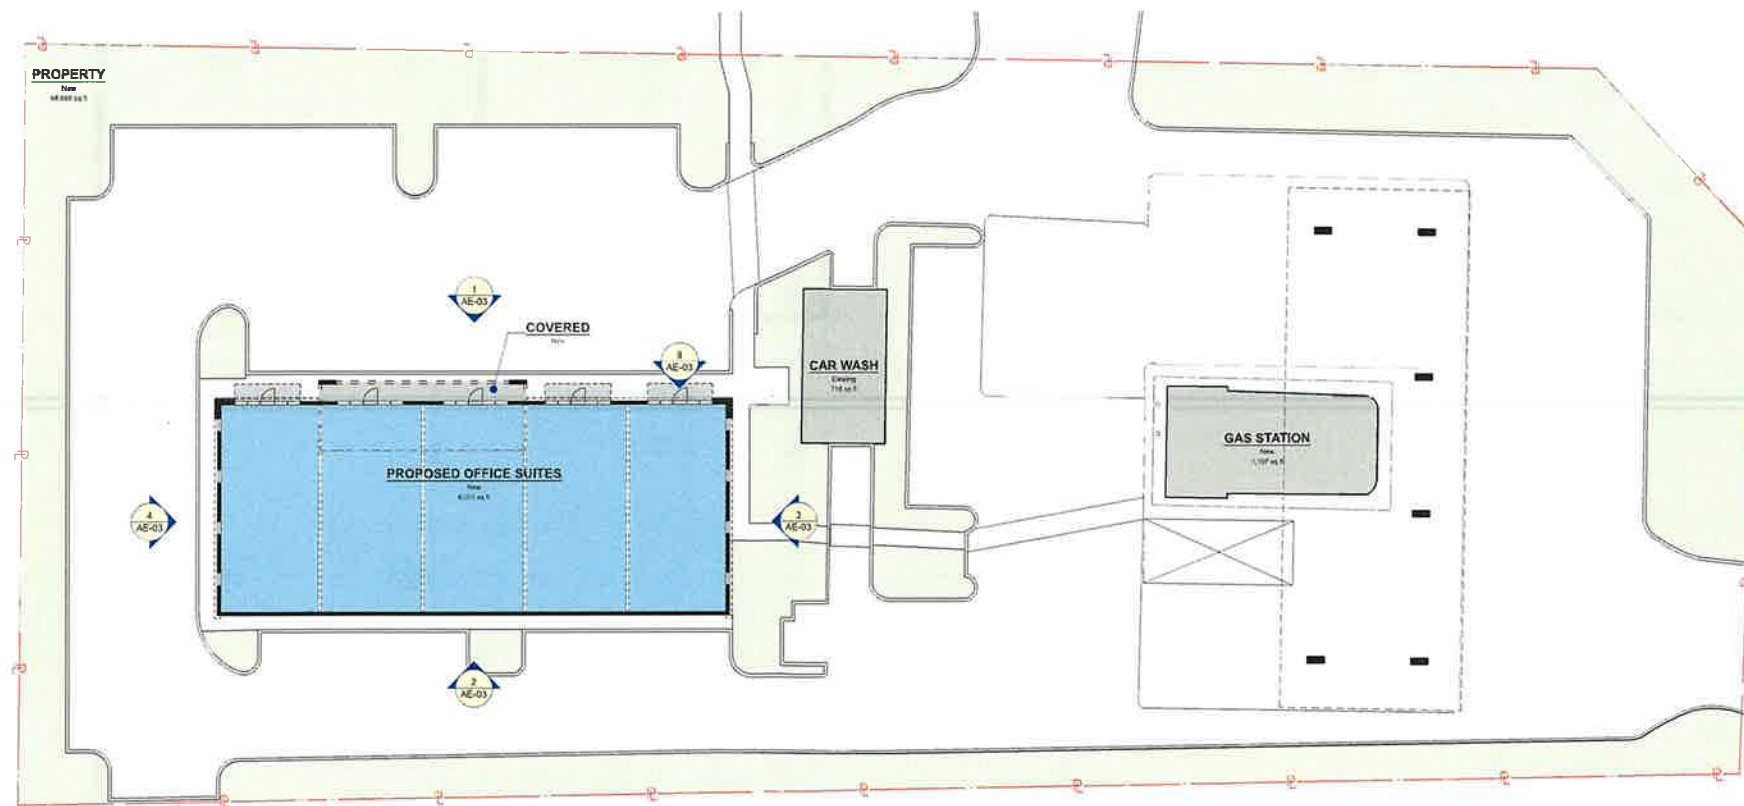 PROPERTY
New
1
AE-03
COVERED
New
8
AE-03
CAR WASH
Existing
GAS STATION
New
PROPOSED OFFICE SUITES
New
4
AE-03
3
AE-03
2
AE-03